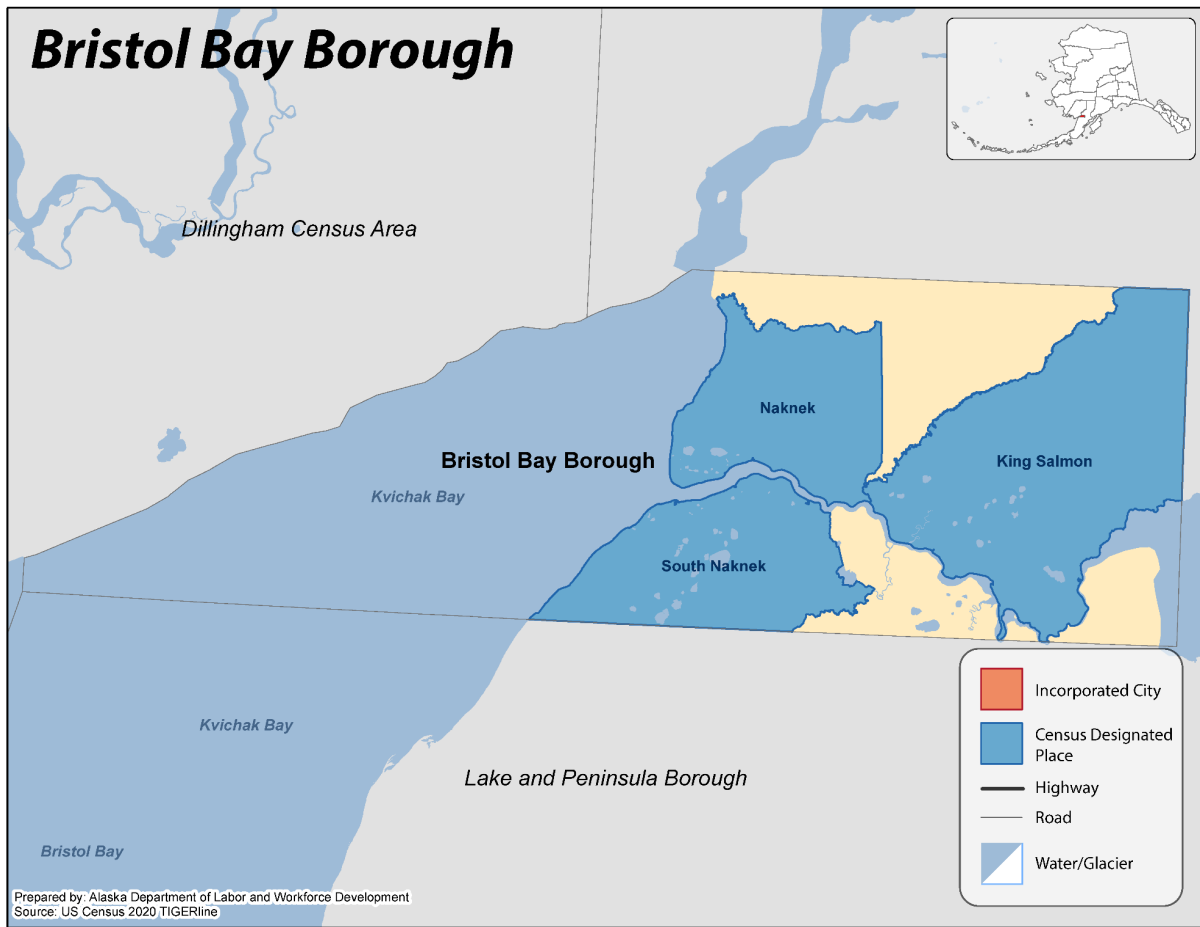 Bristol Bay Borough
Dillingham Census Area
Naknek
King Salmon
Bristol Bay Borough
Kvichak Bay
South Naknek
Kvichak Bay
Lake and Peninsula Borough
Bristol Bay
Incorporated City
Census Designated
Place
Highway
Road
Water/Glacier
Prepared by: Alaska Department of Labor and Workforce Development
Source: US Census 2020 TIGERline